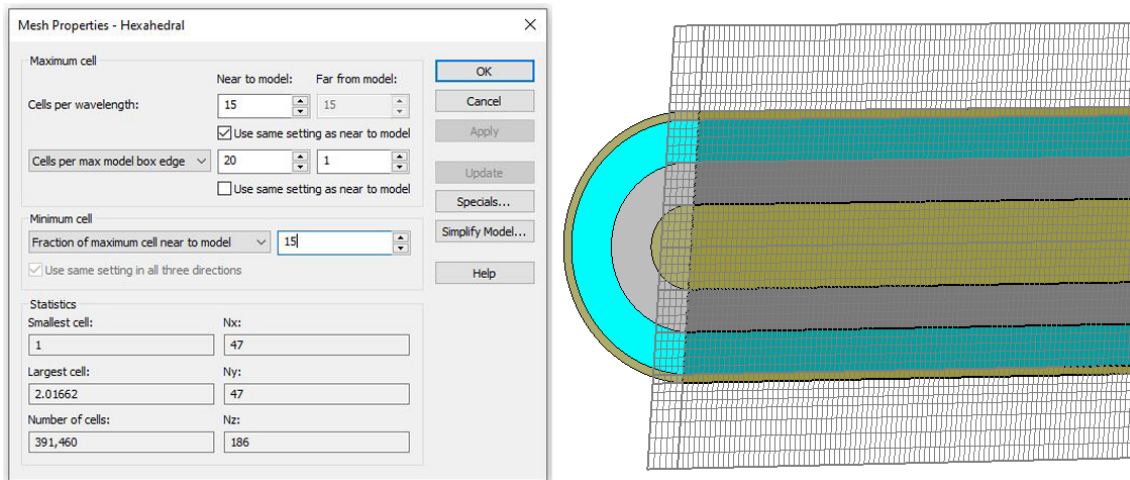 Mesh Properties - Hexahedral
Maximum cell
Near to model: Far from model:
Cells per wavelength: 15 15
Use same setting as near to model
Cells per max model box edge 20 1
Use same setting as near to model
Minimum cell
Fraction of maximum cell near to model 15
Use same setting in all three directions
Statistics
Smallest cell: Nx:
1 47
Largest cell: Ny:
2.01662 47
Number of cells: Nz:
391,460 186
OK
Cancel
Apply
Update
Specials...
Simplify Model...
Help